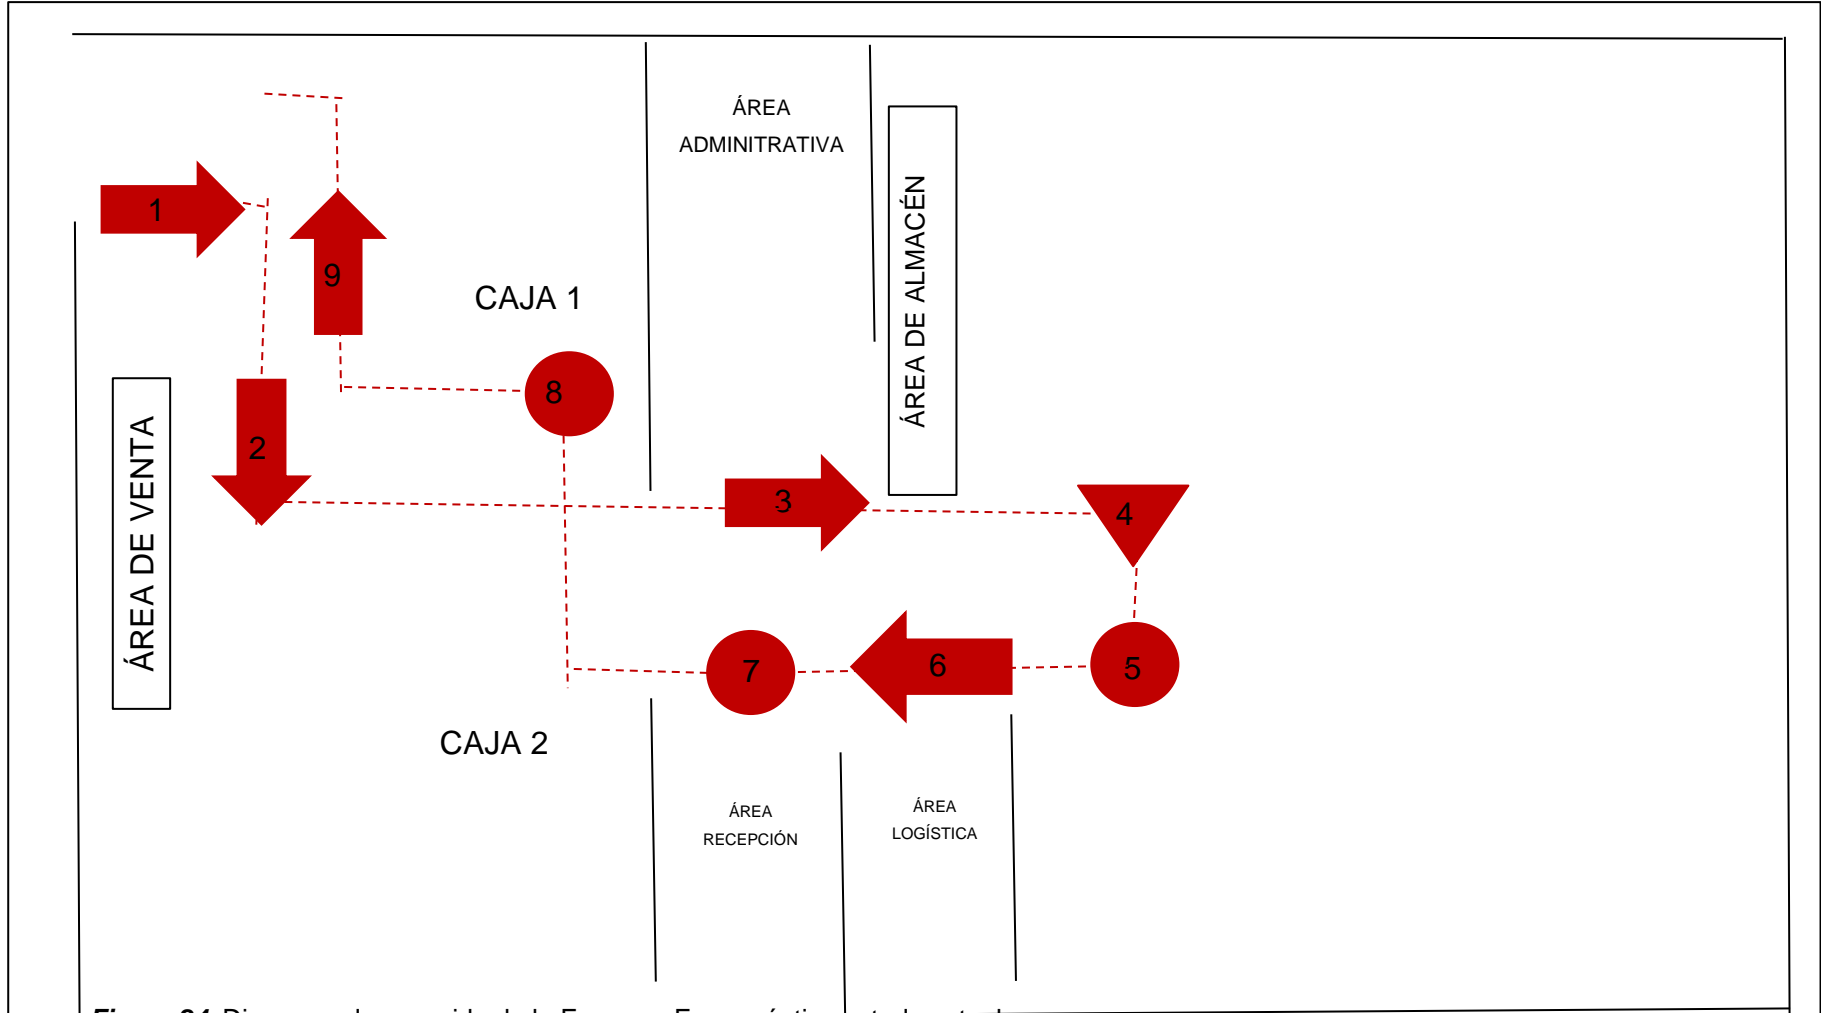 ÁREA
ADMINITRATIVA
ÁREA DE ALMACÉN
1
9
CAJA 1
8
ÁREA DE VENTA
2
3
4
7
6
5
CAJA 2
ÁREA
RECEPCIÓN
ÁREA
LOGÍSTICA